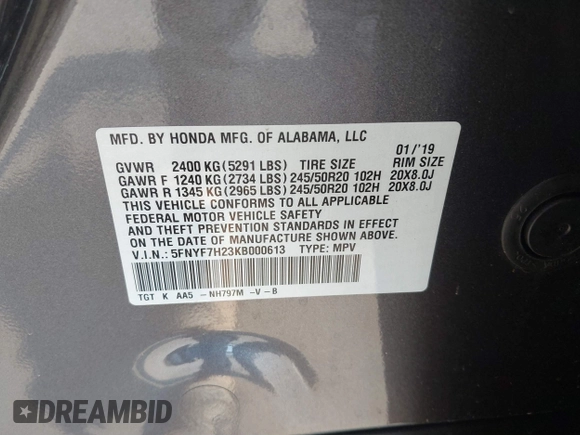 MFD. BY HONDA MFG. OF ALABAMA, LLC 01/'19
GVWR 2400 KG(5291 LBS) TIRE SIZE RIM SIZE
GAWR F 1240 KG(2734 LBS)245/50R20 102H 20X8.0J
GAWR R 1345 KG(2965 LBS)245/50R20 102H 20X8.0J
THIS VEHICLE CONFORMS TO ALL APPLICABLE
FEDERAL MOTOR VEHICLE SAFETY
AND THEFT PREVENTION STANDARDS IN EFFECT
ON THE DATE OF MANUFACTURE SHOWN ABOVE.
V.I.N.: 5FNYF7H23KB000613 TYPE: MPV
TGT K AA5 -NH797M -V-B
DREAMBID